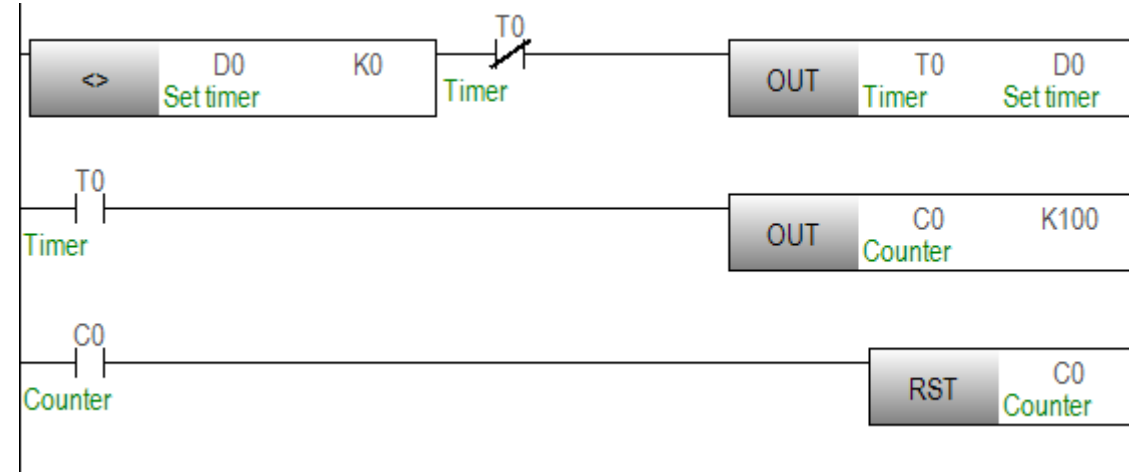 T0
<> D0 K0 OUT T0 D0
Set timer Timer Timer Set timer
T0
OUT C0 K100
Timer Counter
C0
RST C0
Counter Counter